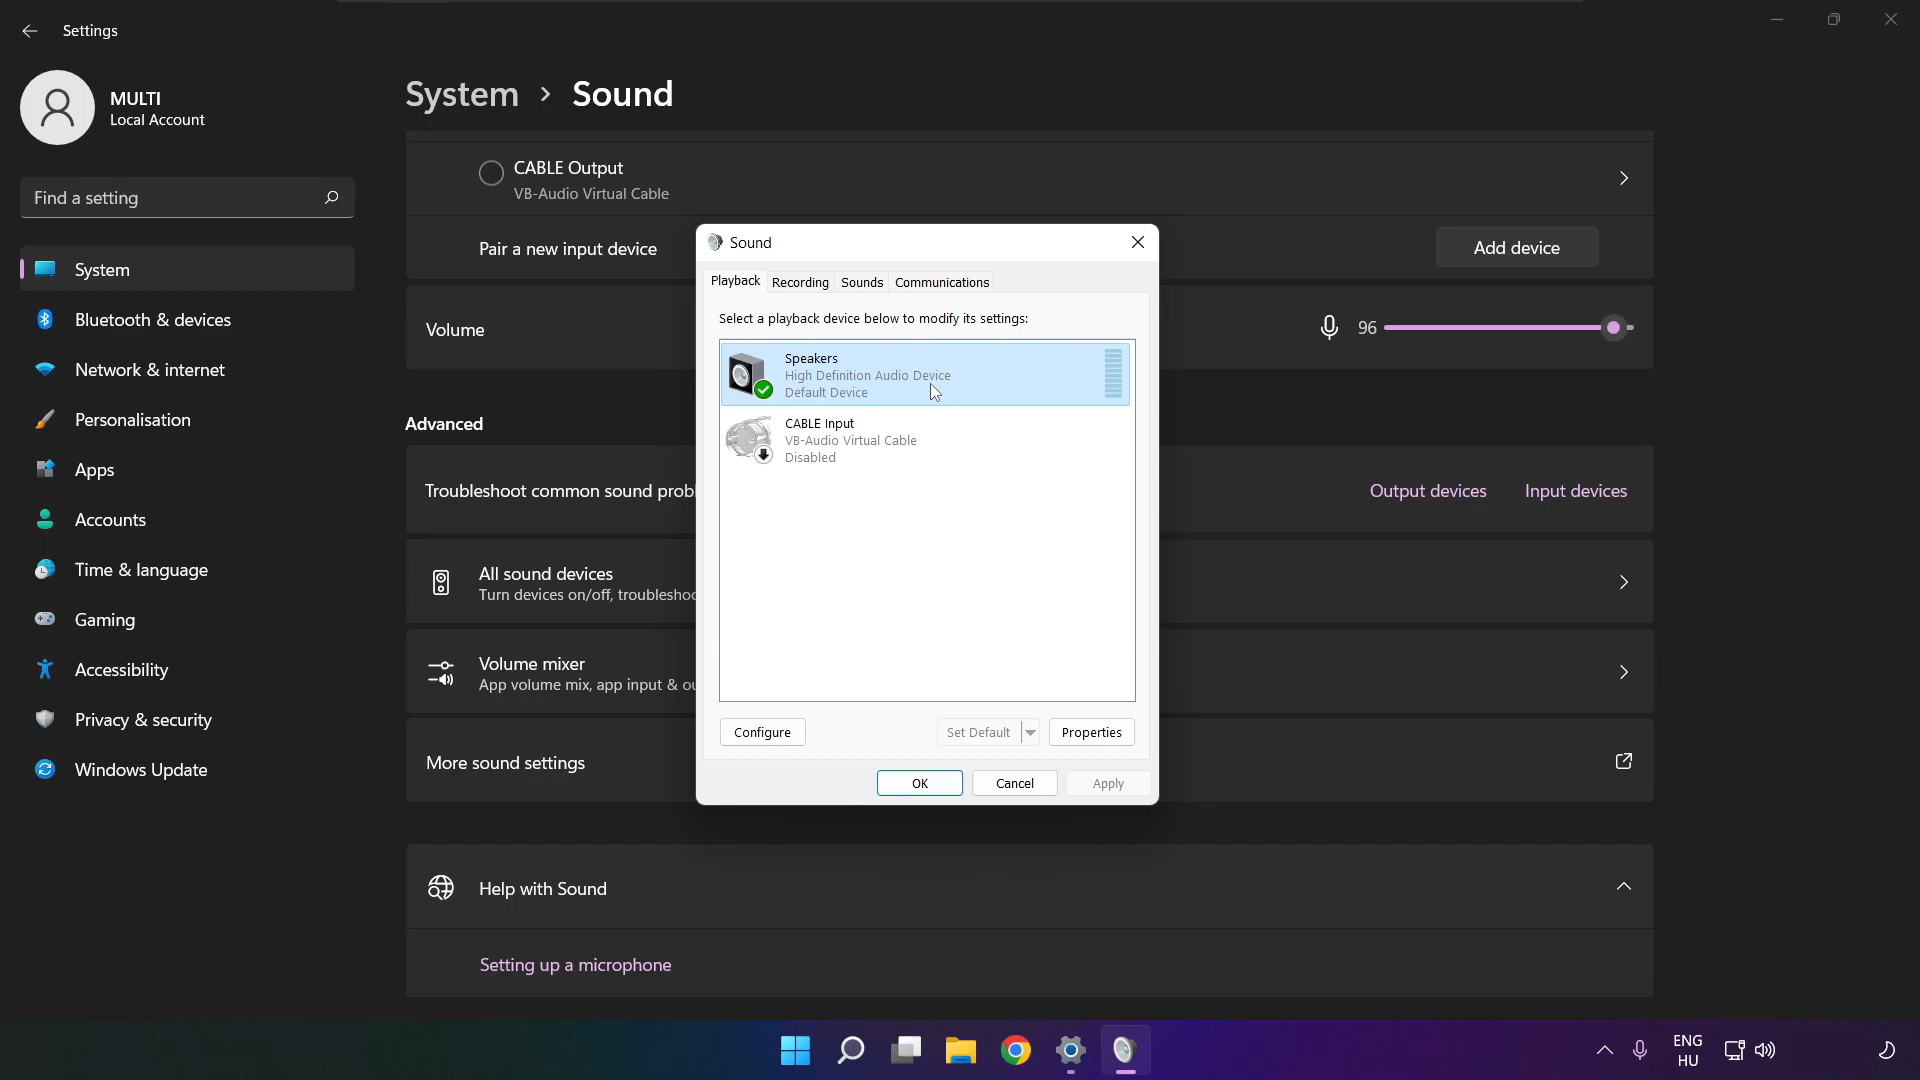 Settings
MULTI
Local Account
Find a setting
System
Bluetooth & devices
Network & internet
Personalisation
Apps
Accounts
Time & language
Gaming
Accessibility
Privacy & security
Windows Update
System › Sound
CABLE Output
VB-Audio Virtual Cable
Pair a new input device
Add device
Volume
96
Advanced
Troubleshoot common sound probl
Output devices
Input devices
All sound devices
Turn devices on/off, troubleshoo
Volume mixer
App volume mix, app input & ou
More sound settings
Help with Sound
Setting up a microphone
Sound
Playback Recording Sounds Communications
Select a playback device below to modify its settings:
Speakers
High Definition Audio Device
Default Device
CABLE Input
VB-Audio Virtual Cable
Disabled
Configure
Set Default
Properties
OK
Cancel
Apply
ENG
HU